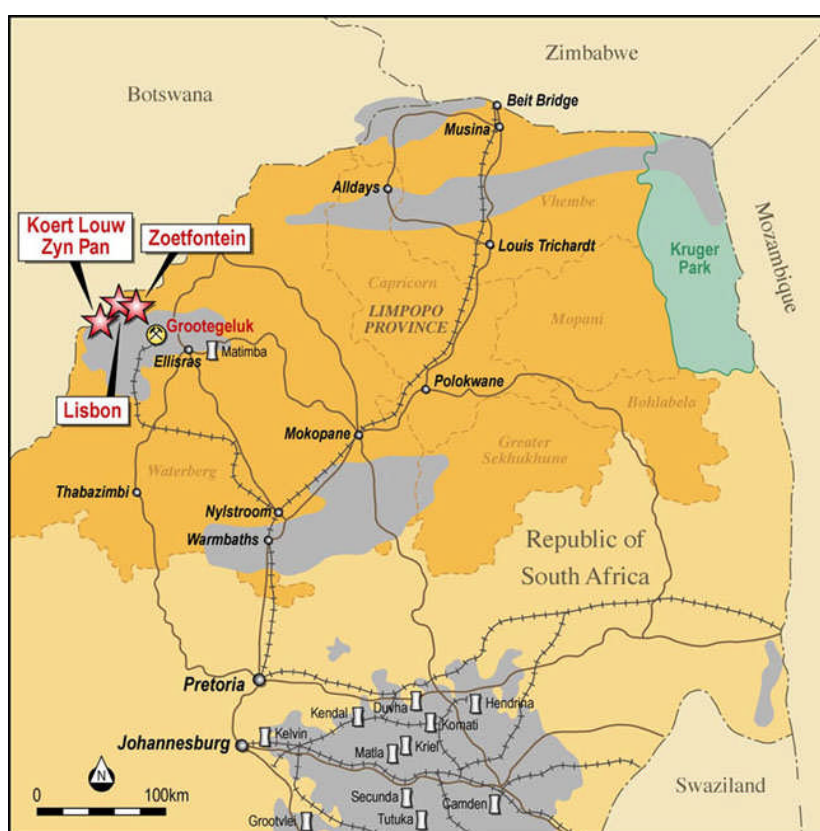 Zimbabwe
Botswana
Beit Bridge
Musina
Alldays
Vhembe
Koert Louw
Zyn Pan
Zoetfontein
Louis Trichardt
Kruger
Park
Mozambique
Capricorn
LIMPOPO
PROVINCE
Mopani
Grootegeluk
Ellisras
Matimba
Lisbon
Polokwane
Bohlabela
Mokopane
Greater
Sekhukhune
Waterberg
Thabazimbi
Nylstroom
Warmbaths
Republic of
South Africa
Pretoria
Duvha
Hendrina
Kendal
Komati
Kelvin
Johannesburg
Kriel
Matla
N
Swaziland
0
100km
Secunda
Camden
Grootvlei
Tutuka